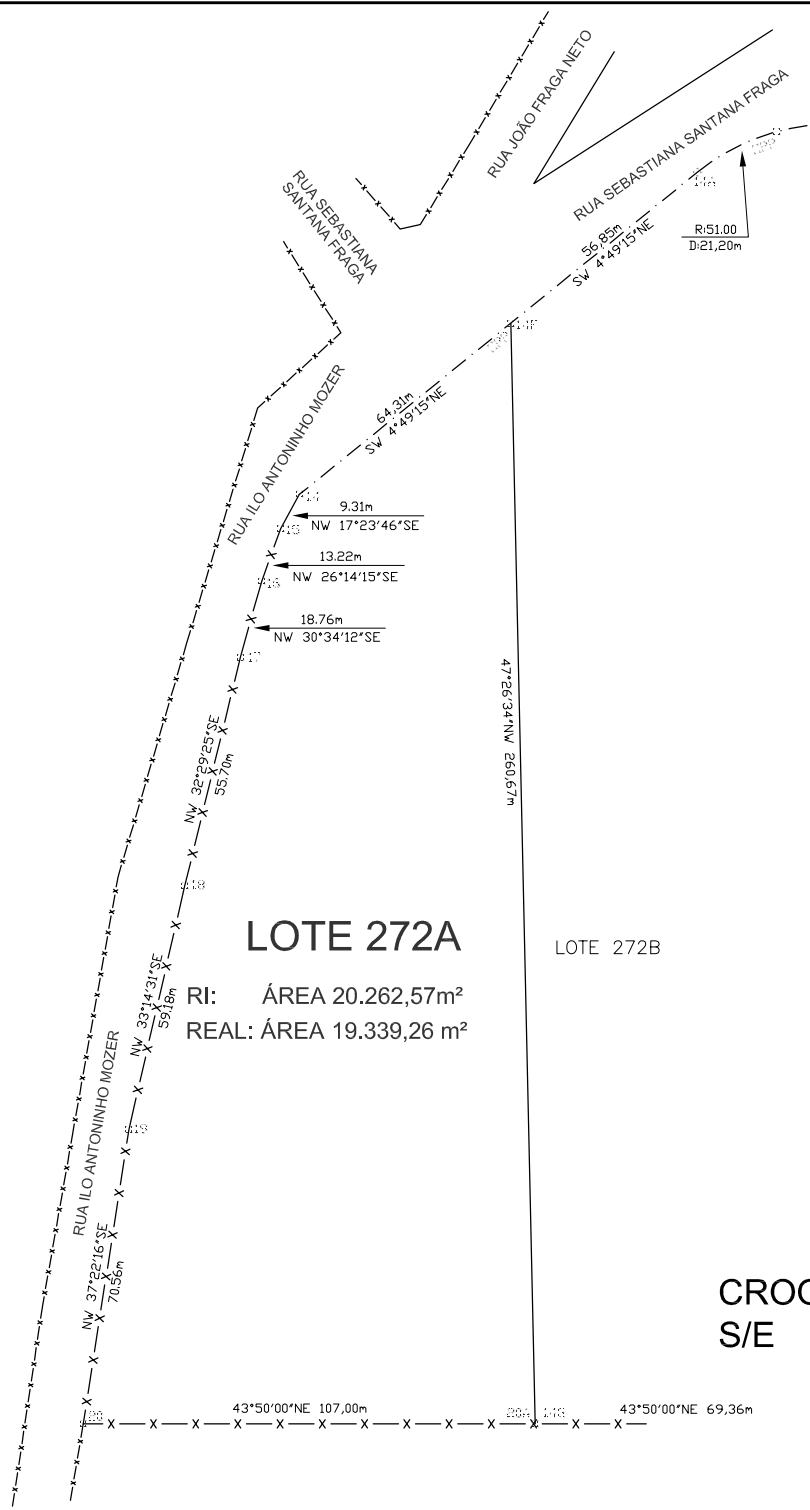 RUA JOÃO FRAGA NETO
RUA SEBASTIANA SANTANA FRAGA
RUA SEBASTIANA
SANTANA FRAGA
R:51.00
D:21,20m
56,85m
SW 4°49'15"NE
64,31m
SW 4°49'15"NE
RUA ILO ANTONINHO MOZER
9.31m
NW 17°23'46"SE
13.22m
NW 26°14'15"SE
18.76m
NW 30°34'12"SE
47°26'34"NW 260,67m
NW 32°29'25"SE
55.70m
LOTE 272A
LOTE 272B
RI: ÁREA 20.262,57m²
REAL: ÁREA 19.339,26 m²
NW 33°14'31"SE
59.18m
RUA ILO ANTONINHO MOZER
NW 37°22'16"SE
70.56m
CROC
S/E
43°50'00"NE 107,00m
43°50'00"NE 69,36m